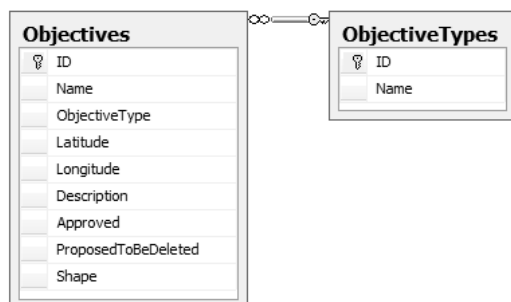 Objectives
ID
Name
ObjectiveType
Latitude
Longitude
Description
Approved
ProposedToBeDeleted
Shape
ObjectiveTypes
ID
Name